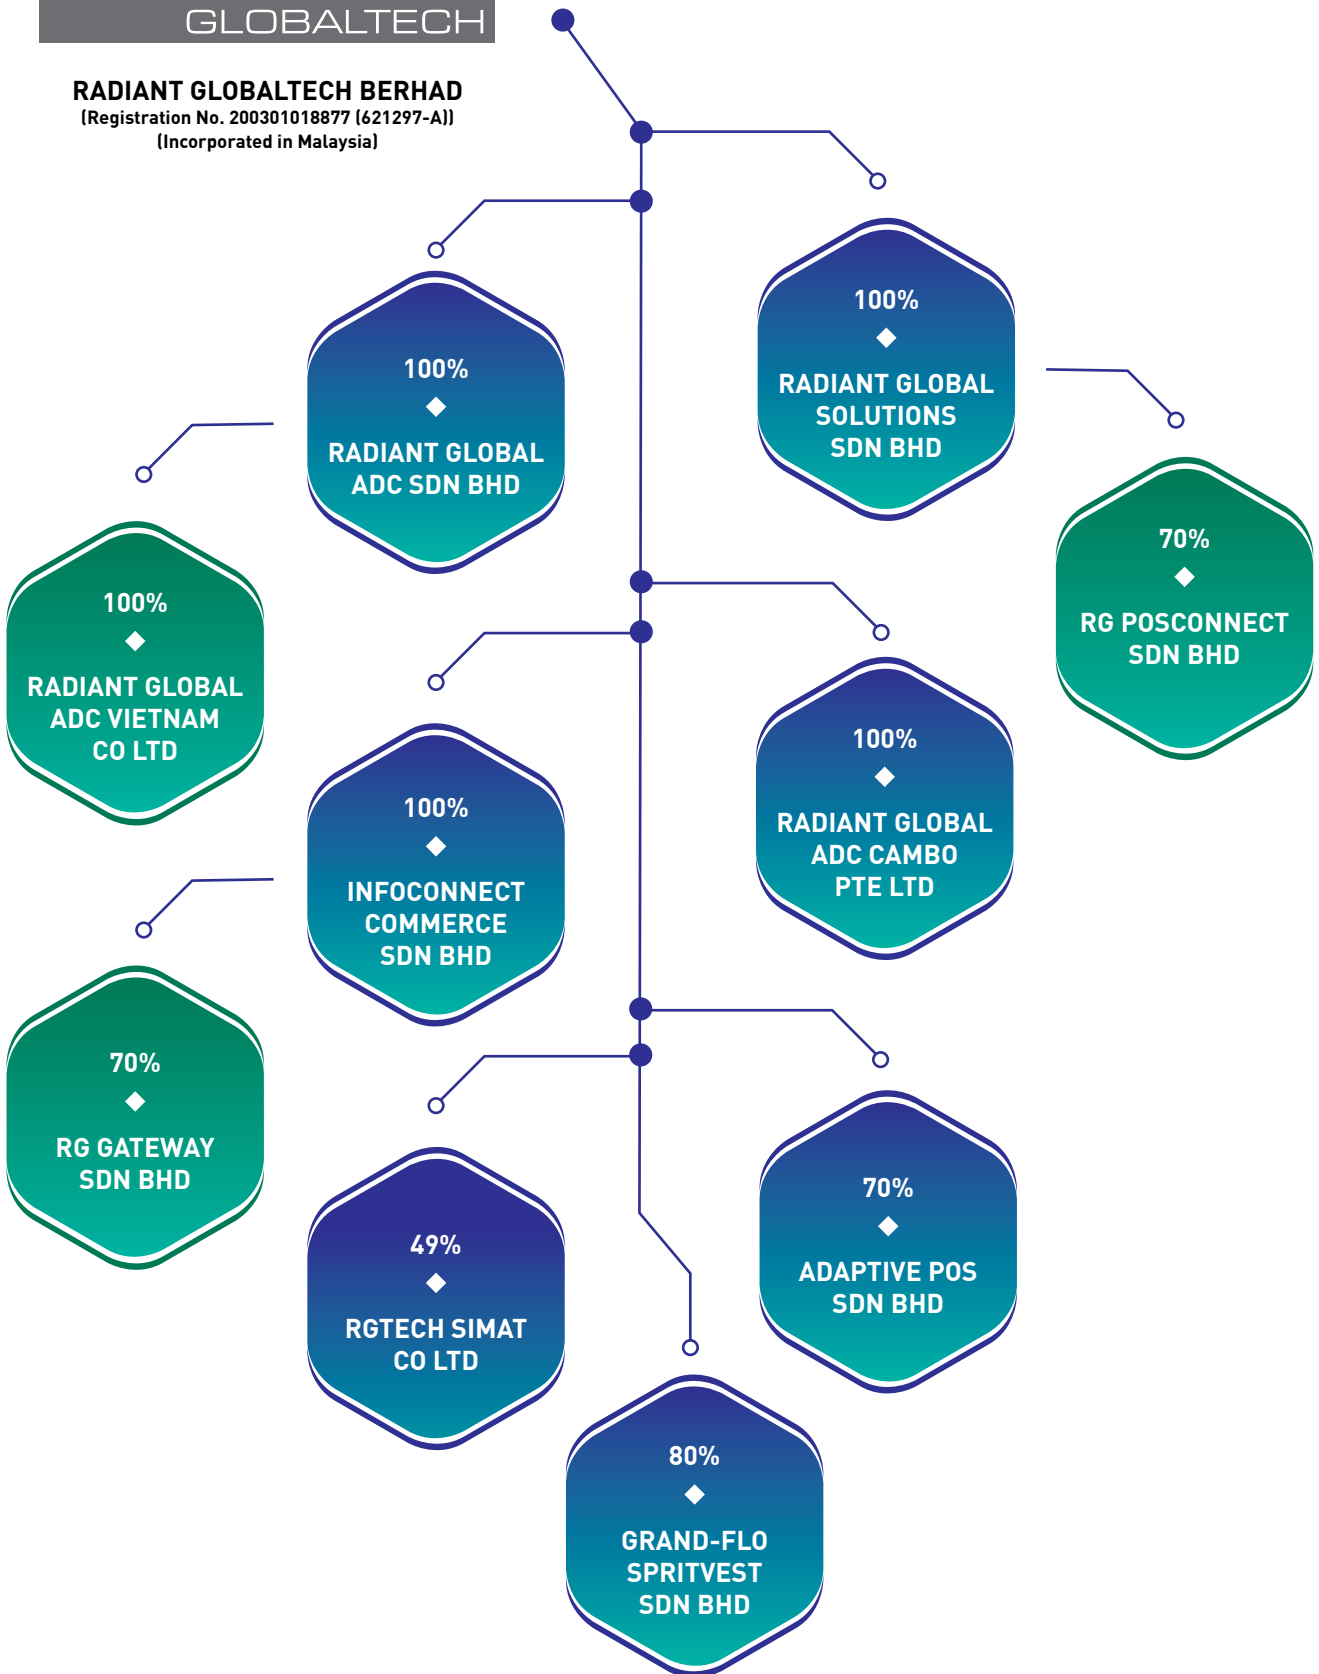 GLOBALTECH
RADIANT GLOBALTECH BERHAD
(Registration No. 200301018877 (621297-A))
(Incorporated in Malaysia)
100%
RADIANT GLOBAL
SOLUTIONS
SDN BHD
100%
RADIANT GLOBAL
ADC SDN BHD
70%
RG POSCONNECT
SDN BHD
100%
RADIANT GLOBAL
ADC VIETNAM
CO LTD
100%
RADIANT GLOBAL
ADC CAMBO
PTE LTD
100%
INFOCONNECT
COMMERCE
SDN BHD
70%
RG GATEWAY
SDN BHD
70%
ADAPTIVE POS
SDN BHD
49%
RGTECH SIMAT
CO LTD
80%
GRAND-FLO
SPRITVEST
SDN BHD